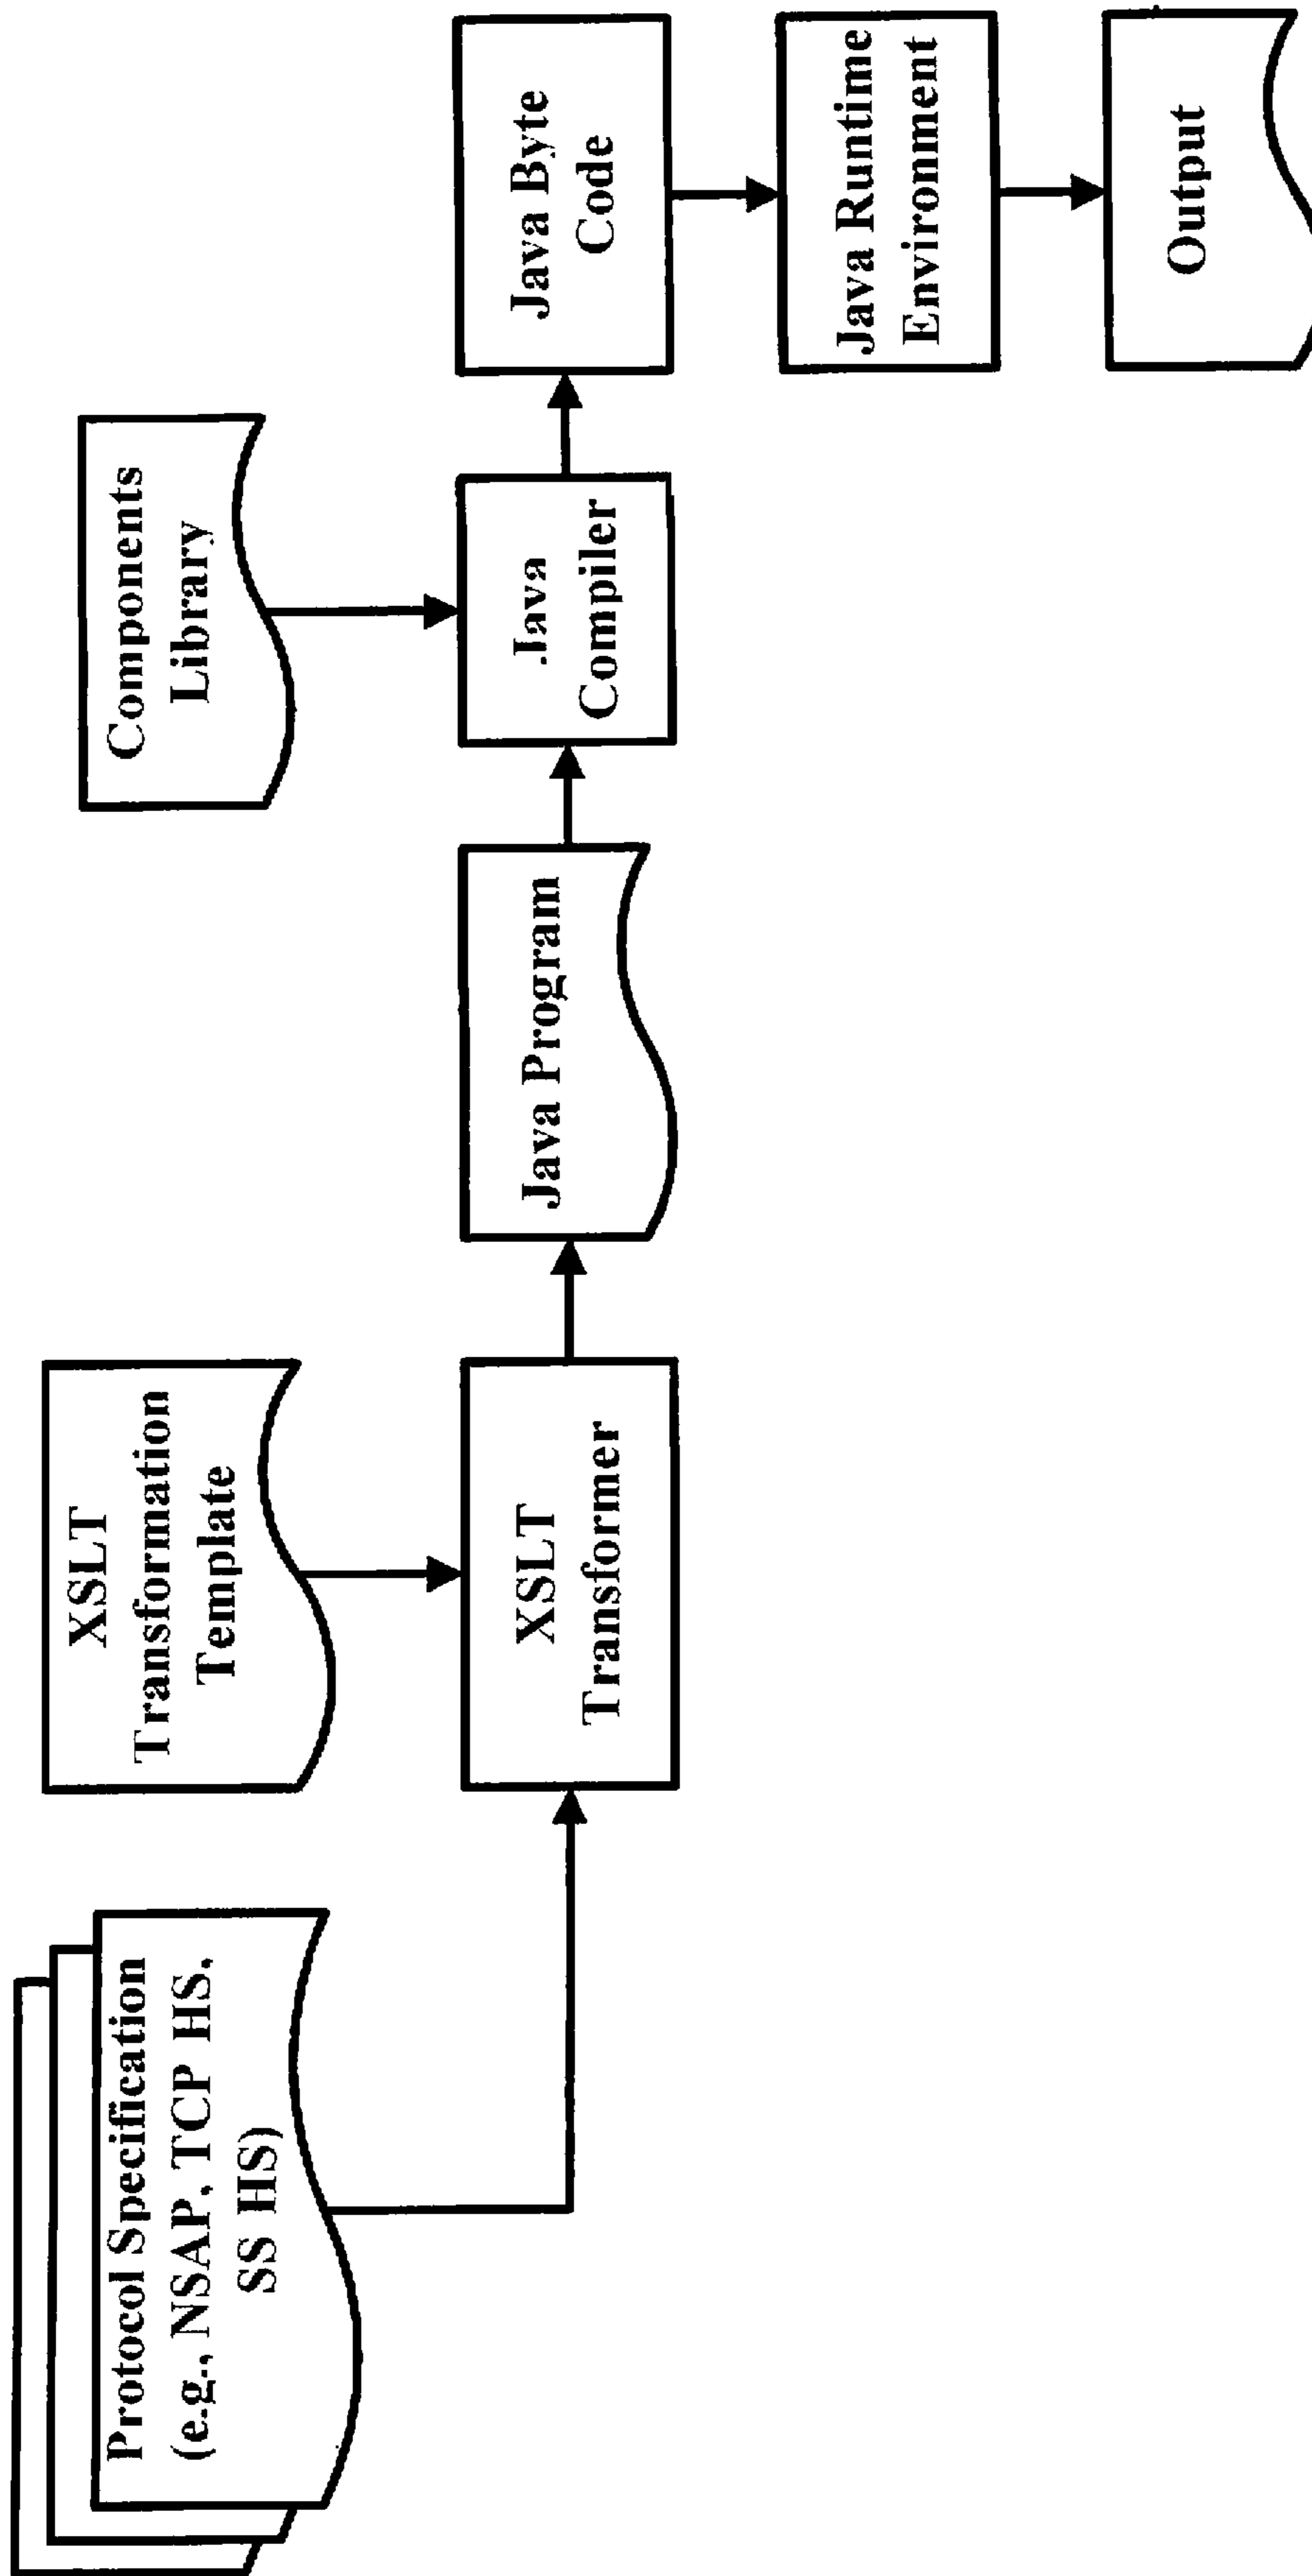 Protocol Specification
(e.g., NSAP, TCP HS,
SS HS)
XSLT
Transformation
Template
XSLT
Transformer
Java Program
Components
Library
Java
Compiler
Java Byte
Code
Java Runtime
Environment
Output